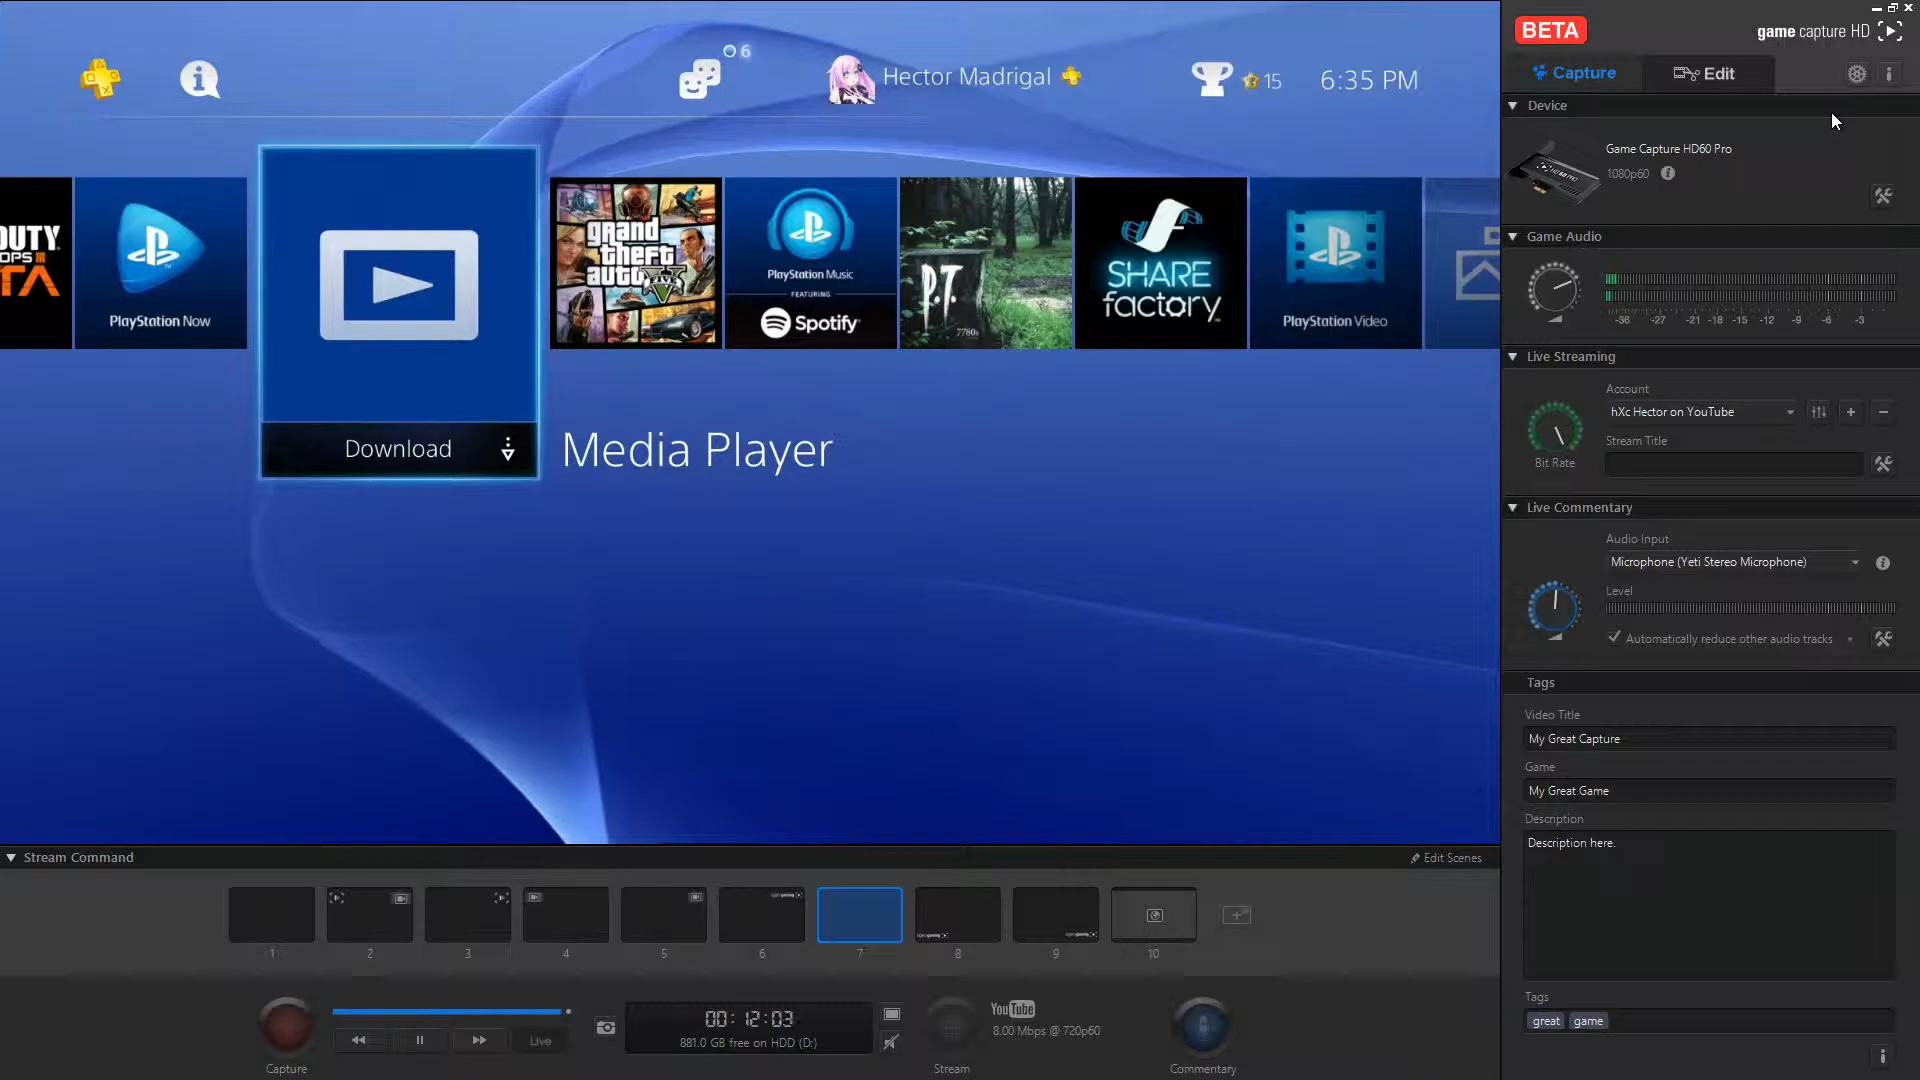 6
Hector Madrigal
15
6:35 PM
DUTY
OPS III
TA
PlayStation Now
Download
Media Player
grand
theft
auto
V
PlayStation Music
FEATURING
Spotify
P.T.
7780s
SHARE
factory
PlayStation Video
BETA
game capture HD
Capture
Edit
Device
Game Capture HD60 Pro
1080p60
Game Audio
-36 -27 -21 -18 -15 -12 -9 -6 -3
Live Streaming
Account
hXc Hector on YouTube
Stream Title
Bit Rate
Live Commentary
Audio Input
Microphone (Yeti Stereo Microphone)
Level
Automatically reduce other audio tracks
Tags
Video Title
My Great Capture
Game
My Great Game
Description
Description here.
Tags
great game
Stream Command
Edit Scenes
1 2 3 4 5 6 7 8 9 10
Capture
Live
00:12:03
881.0 GB free on HDD (D:)
Stream
YouTube
8.00 Mbps @ 720p60
Commentary